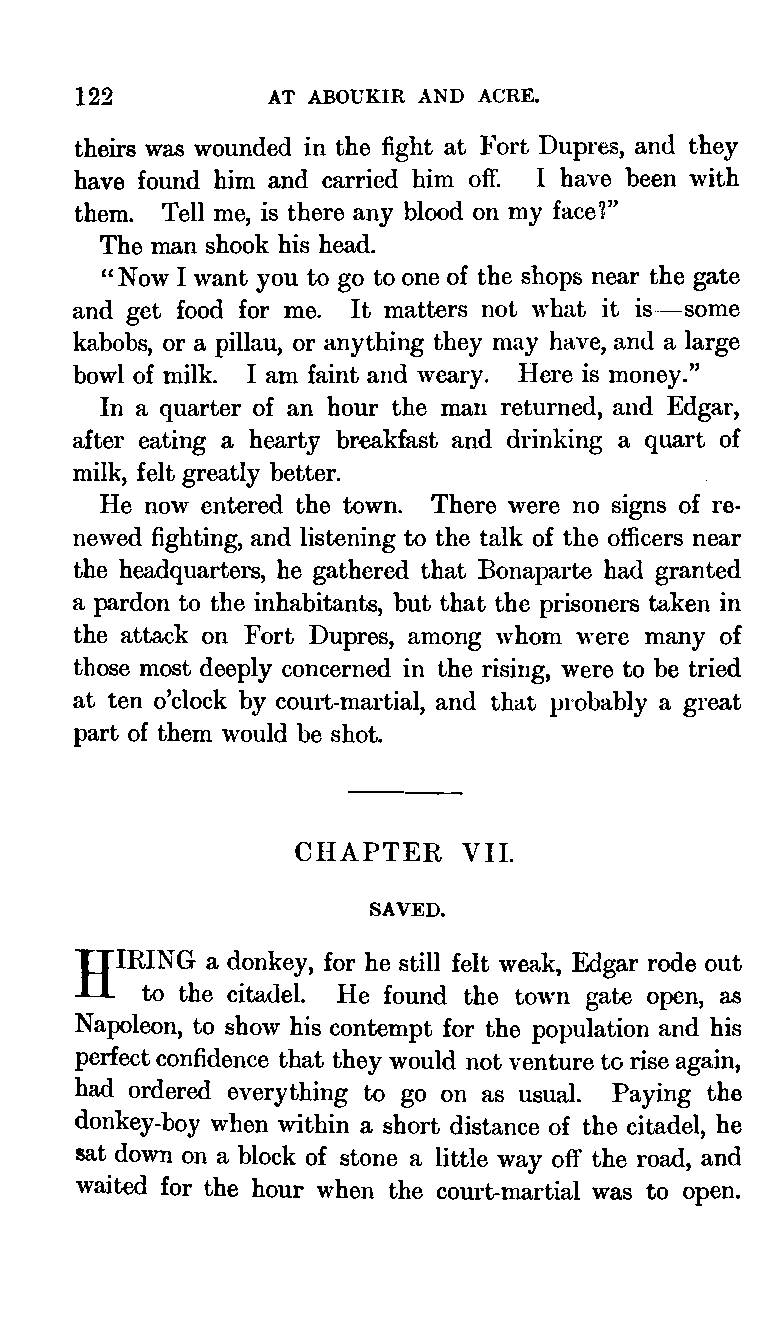 122 AT ABOUKIR AND ACRE.
theirs was wounded in the fight at Fort Dupres, and they
have found him and carried him off. I have been with
them. Tell me, is there any blood on my face?”
The man shook his head.
“Now I want you to go to one of the shops near the gate
and get food for me. It matters not what it is—some
kabobs, or a pillau, or anything they may have, and a large
bowl of milk. I am faint and weary. Here is money.”
In a quarter of an hour the man returned, and Edgar,
after eating a hearty breakfast and drinking a quart of
milk, felt greatly better.
He now entered the town. There were no signs of re-
newed fighting, and listening to the talk of the officers near
the headquarters, he gathered that Bonaparte had granted
a pardon to the inhabitants, but that the prisoners taken in
the attack on Fort Dupres, among whom were many of
those most deeply concerned in the rising, were to be tried
at ten o’clock by court-martial, and that probably a great
part of them would be shot.
CHAPTER VII.
SAVED.
HIRING a donkey, for he still felt weak, Edgar rode out
to the citadel. He found the town gate open, as
Napoleon, to show his contempt for the population and his
perfect confidence that they would not venture to rise again,
had ordered everything to go on as usual. Paying the
donkey-boy when within a short distance of the citadel, he
sat down on a block of stone a little way off the road, and
waited for the hour when the court-martial was to open.